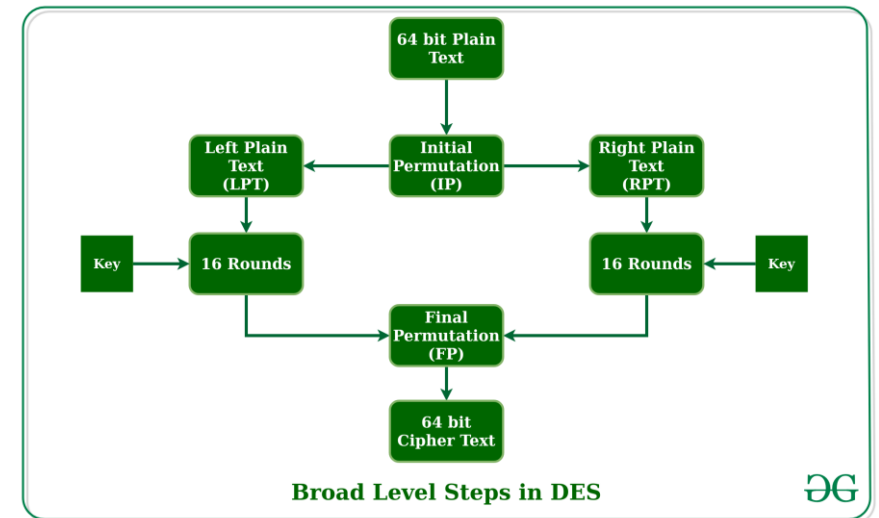 64 bit Plain
Text
Left Plain
Text
(LPT)
Initial
Permutation
(IP)
Right Plain
Text
(RPT)
Key
16 Rounds
16 Rounds
Key
Final
Permutation
(FP)
64 bit
Cipher Text
Broad Level Steps in DES